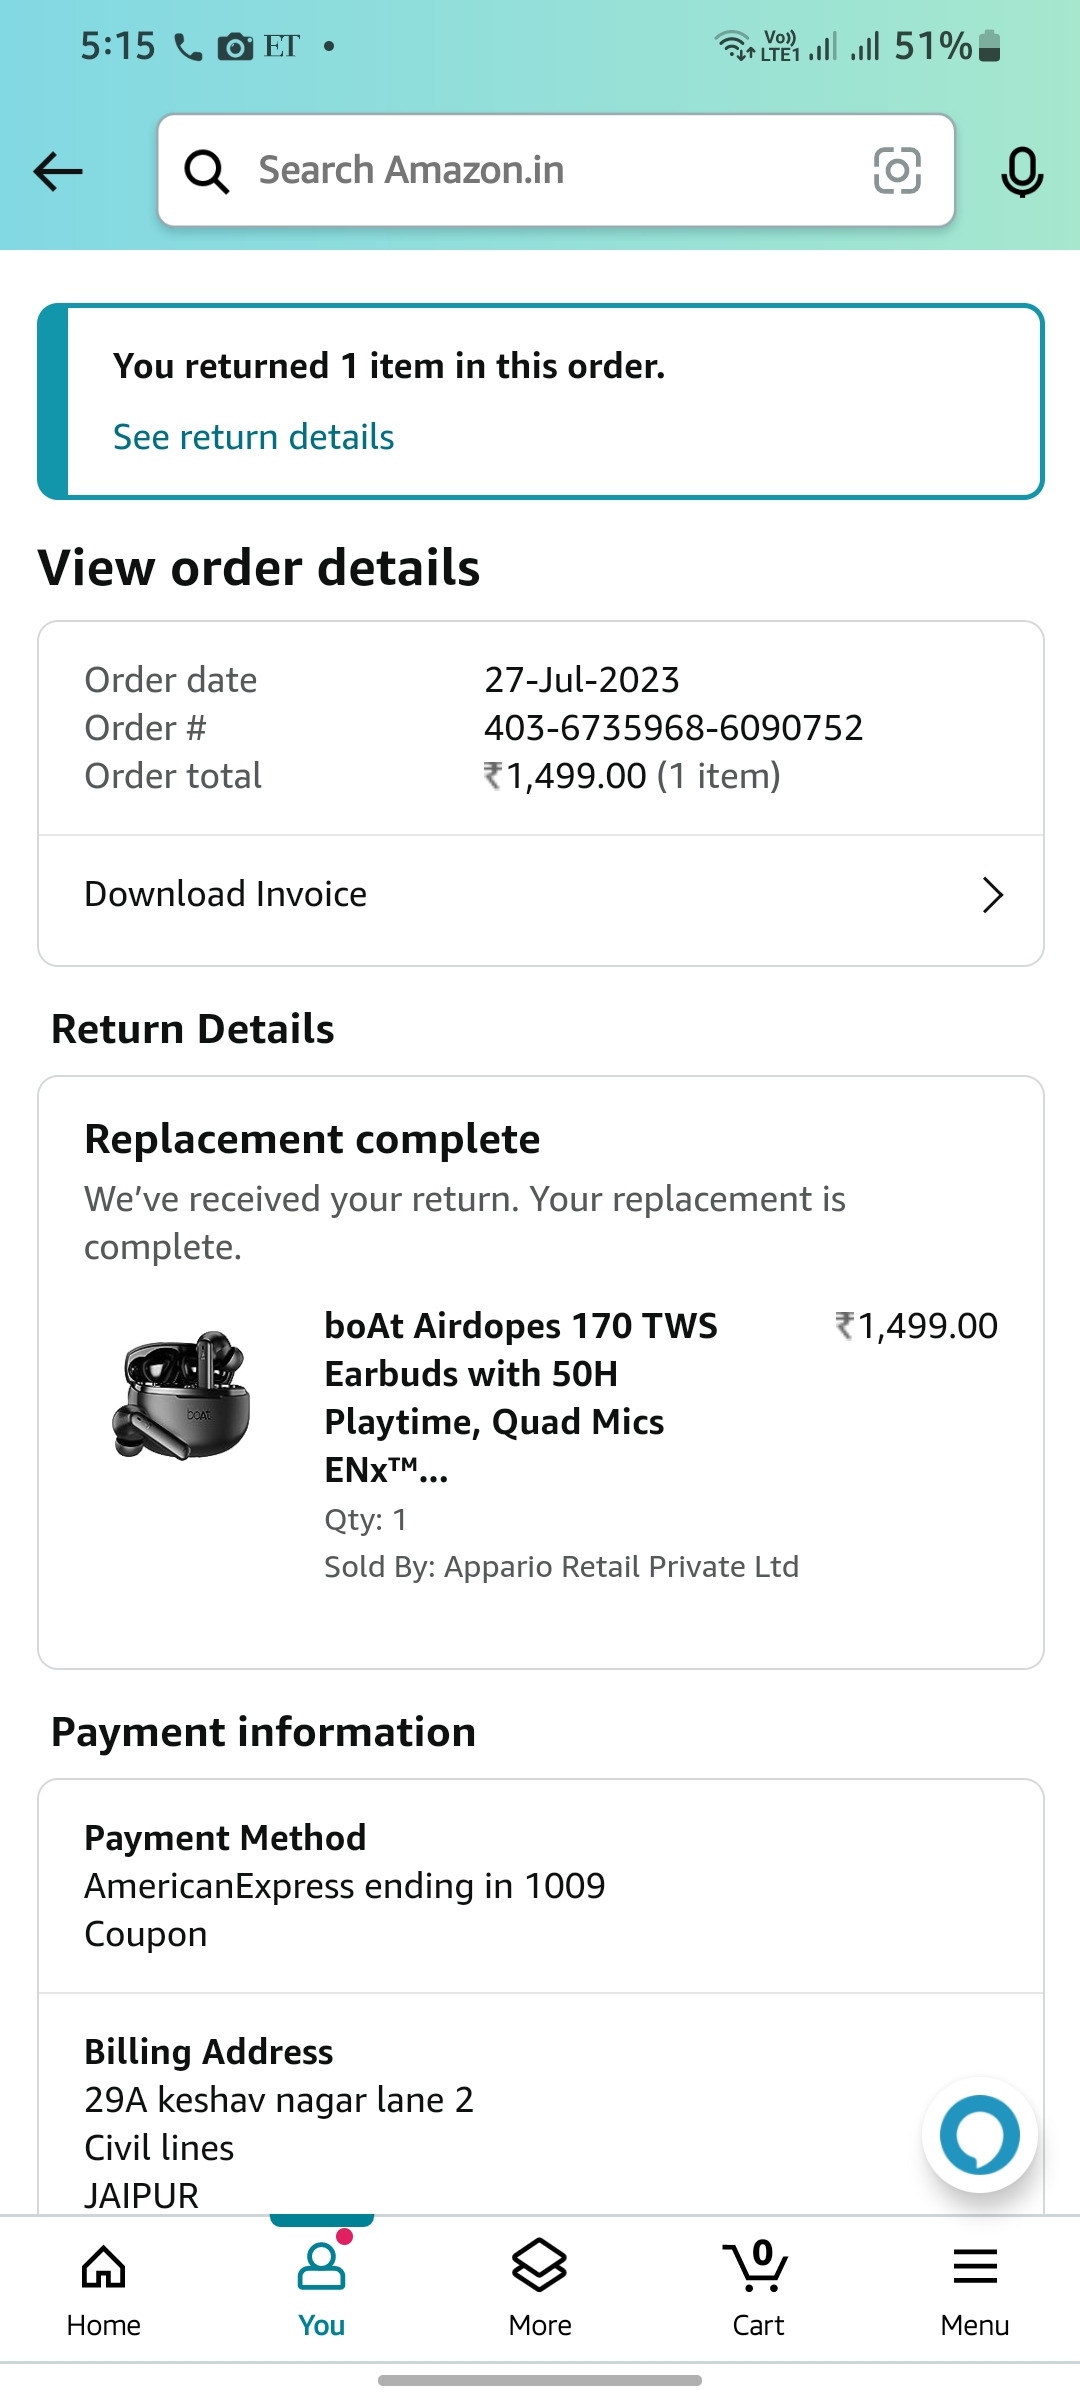 5:15 ET 51%
Vo)) LTE1
Search Amazon.in
You returned 1 item in this order.
See return details
View order details
Order date 27-Jul-2023
Order # 403-6735968-6090752
Order total ₹1,499.00 (1 item)
Download Invoice
Return Details
Replacement complete
We’ve received your return. Your replacement is
complete.
boAt Airdopes 170 TWS ₹1,499.00
Earbuds with 50H
Playtime, Quad Mics
ENx™...
Qty: 1
Sold By: Appario Retail Private Ltd
boAt
Payment information
Payment Method
AmericanExpress ending in 1009
Coupon
Billing Address
29A keshav nagar lane 2
Civil lines
JAIPUR
0
Home You More Cart Menu